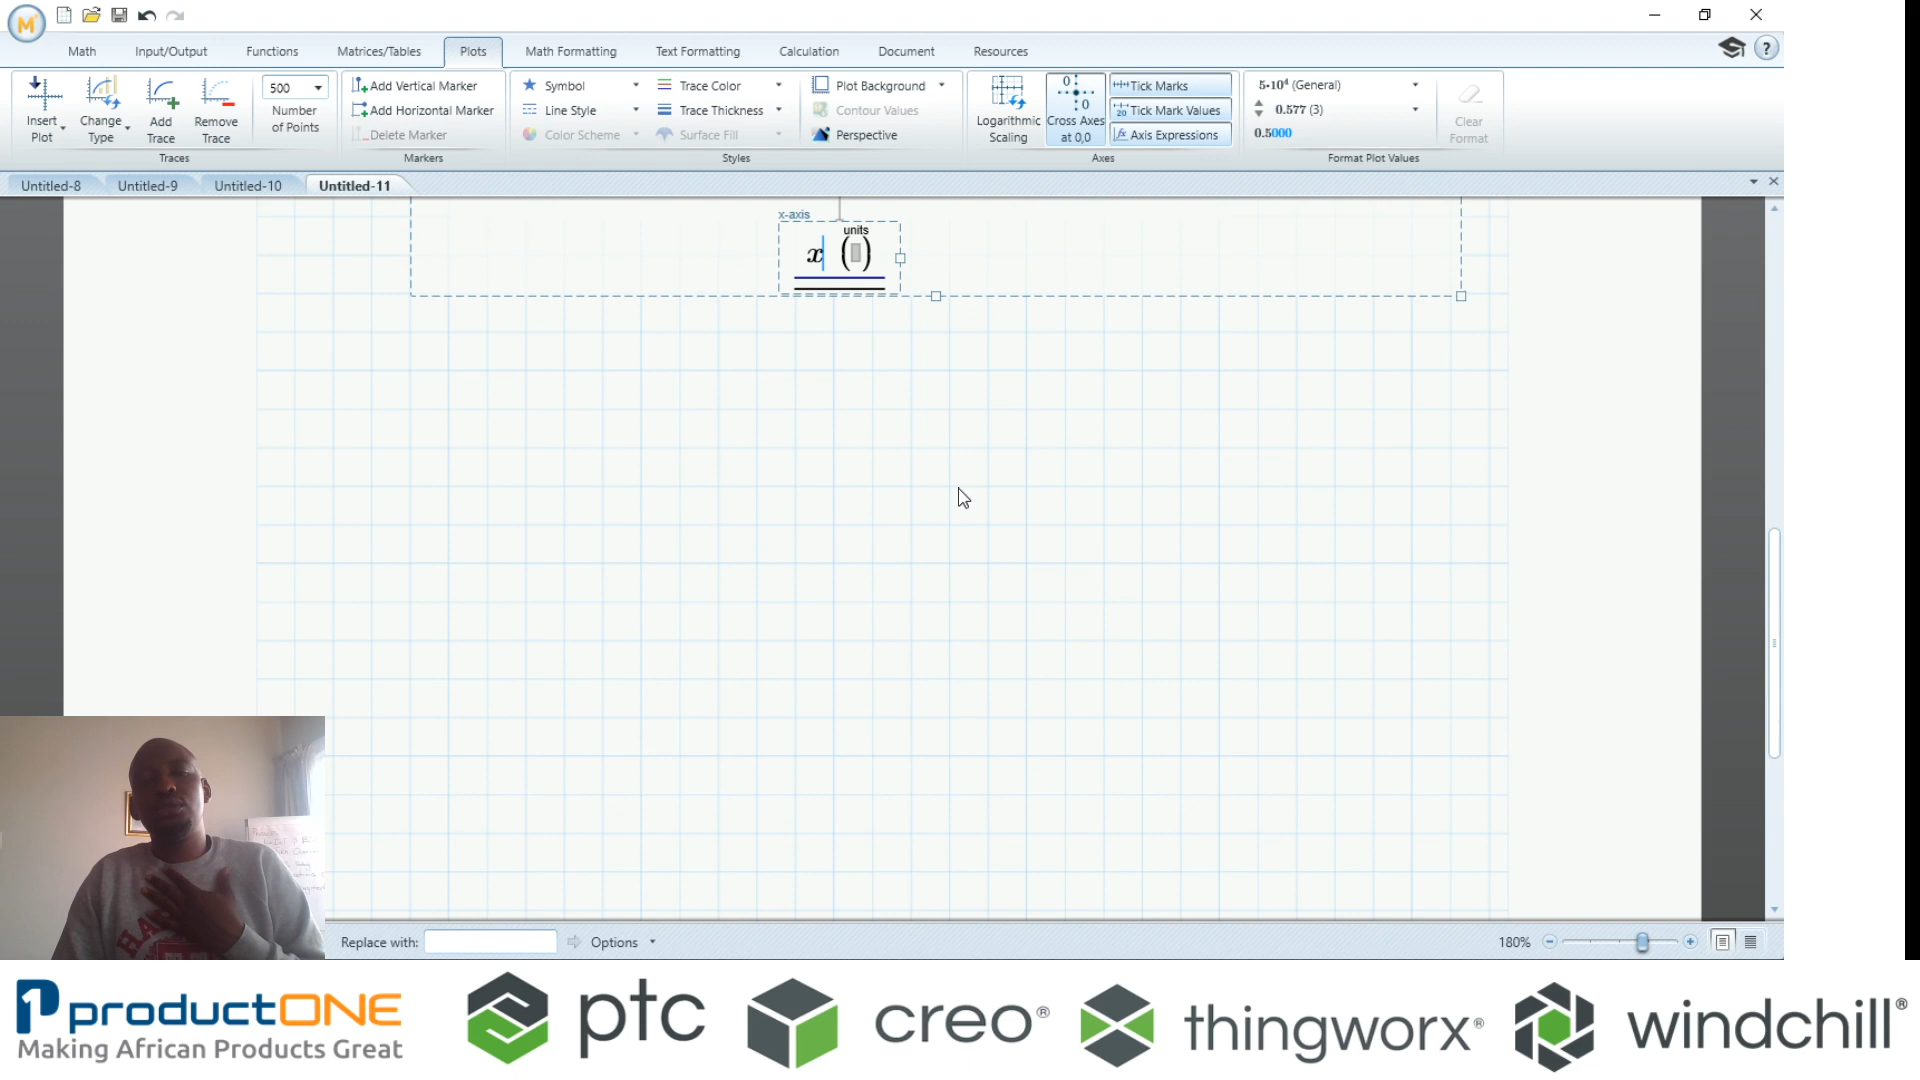 M
?
Math Input/Output Functions Matrices/Tables Plots Math Formatting Text Formatting Calculation Document Resources
Insert Plot
Change Type
Add Trace
Remove Trace
500
Number of Points
Traces
Add Vertical Marker
Add Horizontal Marker
Delete Marker
Markers
Symbol
Line Style
Color Scheme
Trace Color
Trace Thickness
Surface Fill
Plot Background
Contour Values
Perspective
Styles
Logarithmic Scaling
0 0
Cross Axes at 0,0
Tick Marks
20 Tick Mark Values
fx Axis Expressions
Axes
5•10⁴ (General)
0.577 (3)
0.5000
Clear Format
Format Plot Values
Untitled-8 Untitled-9 Untitled-10 Untitled-11
x-axis
units
x ()
Replace with: Options
180%
1 productONE
Making African Products Great
ptc
creo®
thingworx®
windchill®